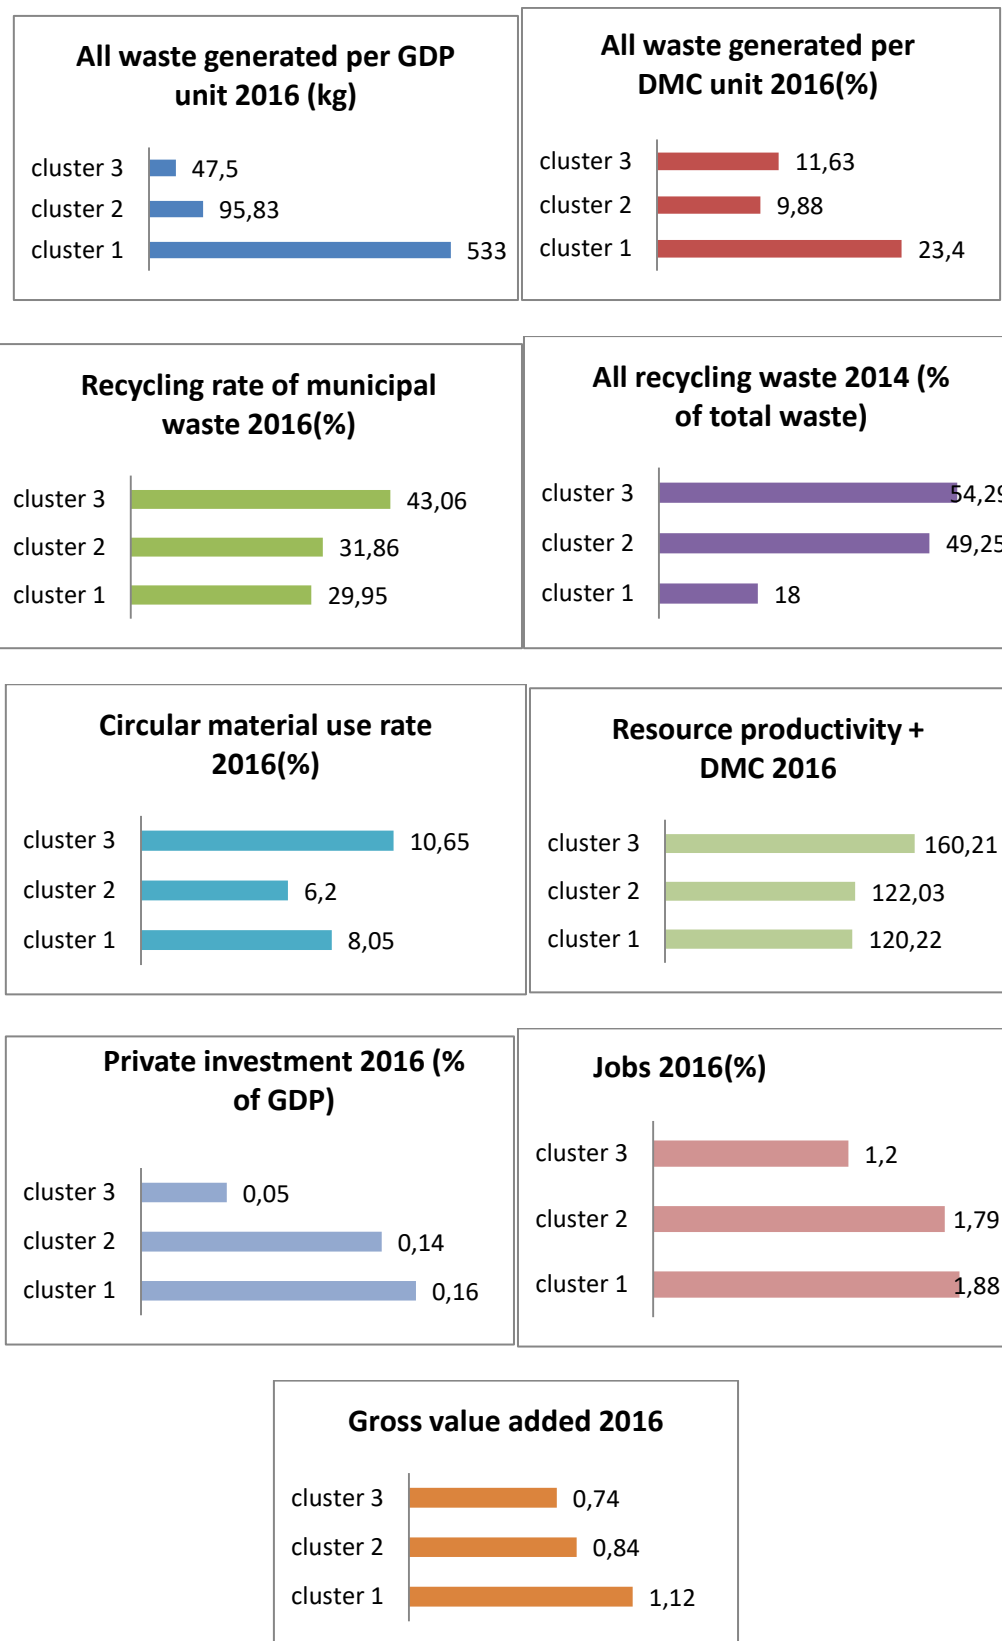 All waste generated per GDP
unit 2016 (kg)
cluster 3 47,5
cluster 2 95,83
cluster 1 533
All waste generated per
DMC unit 2016(%)
cluster 3 11,63
cluster 2 9,88
cluster 1 23,4
Recycling rate of municipal
waste 2016(%)
cluster 3 43,06
cluster 2 31,86
cluster 1 29,95
All recycling waste 2014 (%
of total waste)
cluster 3 54,29
cluster 2 49,25
cluster 1 18
Circular material use rate
2016(%)
cluster 3 10,65
cluster 2 6,2
cluster 1 8,05
Resource productivity +
DMC 2016
cluster 3 160,21
cluster 2 122,03
cluster 1 120,22
Private investment 2016 (%
of GDP)
cluster 3 0,05
cluster 2 0,14
cluster 1 0,16
Jobs 2016(%)
cluster 3 1,2
cluster 2 1,79
cluster 1 1,88
Gross value added 2016
cluster 3 0,74
cluster 2 0,84
cluster 1 1,12